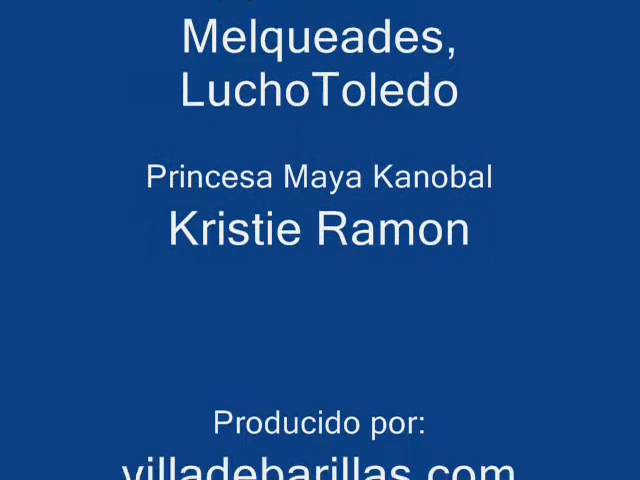 Melqueades,
LuchoToledo
Princesa Maya Kanobal
Kristie Ramon
Producido por:
villadebarillas.com